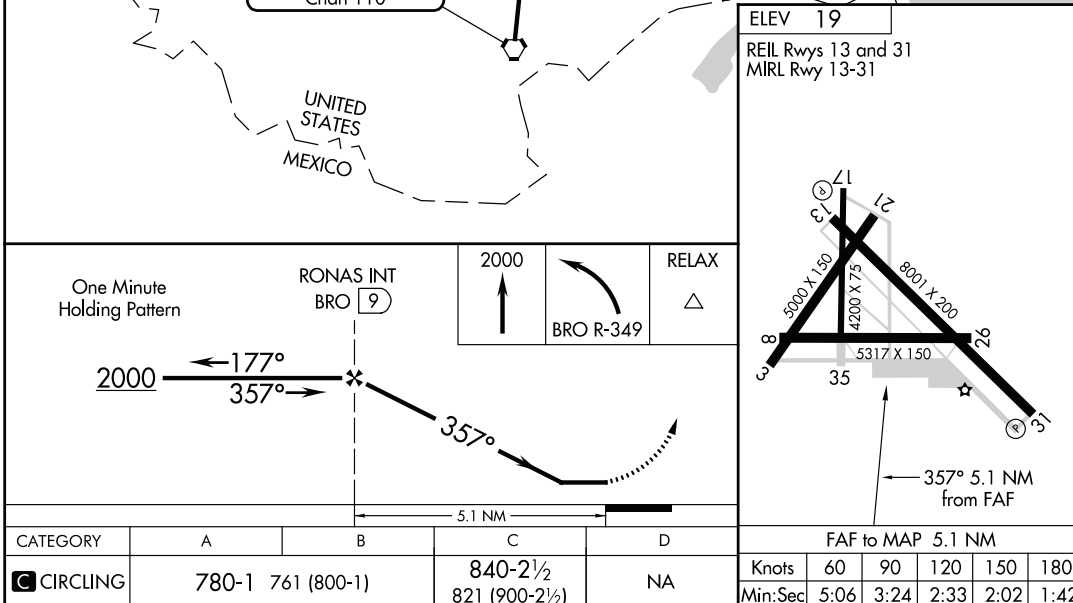 Chart 110
UNITED
STATES
MEXICO
One Minute
Holding Pattern
RONAS INT
BRO 9
2000
BRO R-349
RELAX
2000
177°
357°
357°
5.1 NM
CATEGORY A B C D
C CIRCLING 780-1 761 (800-1) 840-2½ 821 (900-2½) NA
ELEV 19
REIL Rwys 13 and 31
MIRL Rwy 13-31
17
P
13
21
5000 X 150
4200 X 75
8001 X 200
8
26
5317 X 150
3
35
31
P
357° 5.1 NM
from FAF
FAF to MAP 5.1 NM
Knots 60 90 120 150 180
Min:Sec 5:06 3:24 2:33 2:02 1:42